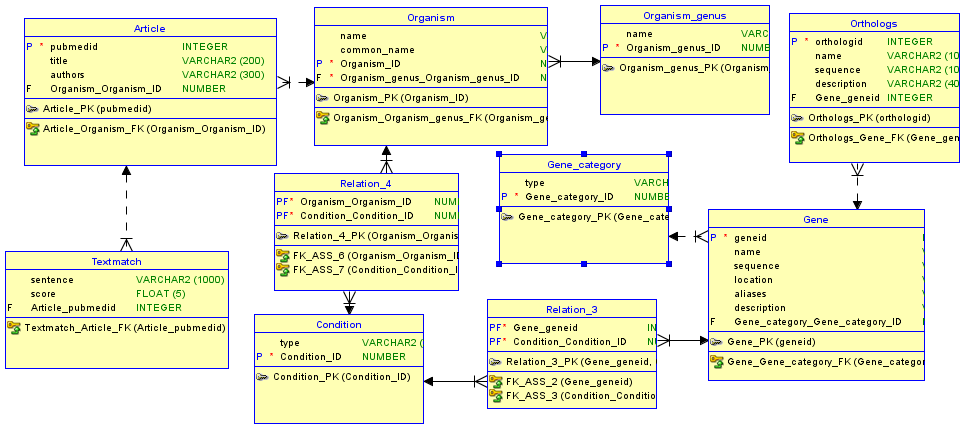 Article
P * pubmedid INTEGER
title VARCHAR2 (200)
authors VARCHAR2 (300)
F Organism_Organism_ID NUMBER
Article_PK (pubmedid)
Article_Organism_FK (Organism_Organism_ID)
Organism
name V
common_name V
P * Organism_ID N
F * Organism_genus_Organism_genus_ID N
Organism_PK (Organism_ID)
Organism_Organism_genus_FK (Organism_ge
Organism_genus
name VARC
P * Organism_genus_ID NUME
Organism_genus_PK (Organism
Orthologs
P * orthologid INTEGER
name VARCHAR2 (10
sequence VARCHAR2 (10
description VARCHAR2 (40
F Gene_geneid INTEGER
Orthologs_PK (orthologid)
Orthologs_Gene_FK (Gene_gen
Relation_4
PF* Organism_Organism_ID NUM
PF* Condition_Condition_ID NUM
Relation_4_PK (Organism_Organis
FK_ASS_6 (Organism_Organism_II
FK_ASS_7 (Condition_Condition_I
Gene_category
type VARCH
P * Gene_category_ID NUMBE
Gene_category_PK (Gene_cate
Gene
P * geneid
name
sequence
location
aliases
description
F Gene_category_Gene_category_ID
Gene_PK (geneid)
Gene_Gene_category_FK (Gene_categor
Textmatch
sentence VARCHAR2 (1000)
score FLOAT (5)
F Article_pubmedid INTEGER
Textmatch_Article_FK (Article_pubmedid)
Condition
type VARCHAR2 (
P * Condition_ID NUMBER
Condition_PK (Condition_ID)
Relation_3
PF* Gene_geneid IN
PF* Condition_Condition_ID N
Relation_3_PK (Gene_geneid,
FK_ASS_2 (Gene_geneid)
FK_ASS_3 (Condition_Conditio